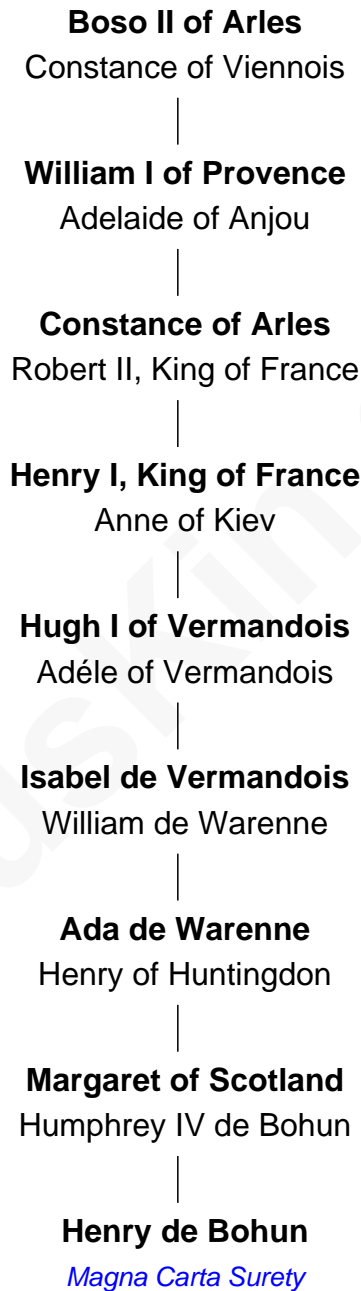 Boso II of Arles
Constance of Viennois
William I of Provence
Adelaide of Anjou
Constance of Arles
Robert II, King of France
Henry I, King of France
Anne of Kiev
Hugh I of Vermandois
Adéle of Vermandois
Isabel de Vermandois
William de Warenne
Ada de Warenne
Henry of Huntingdon
Margaret of Scotland
Humphrey IV de Bohun
Henry de Bohun
Magna Carta Surety